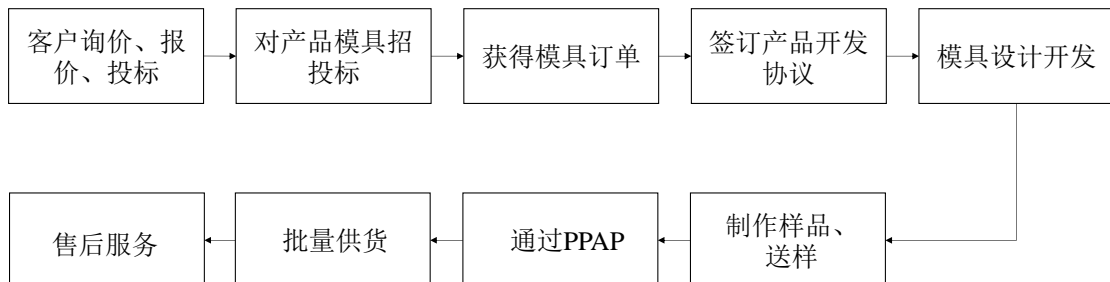 客户询价、报
价、投标
对产品模具招
投标
获得模具订单
签订产品开发
协议
模具设计开发
制作样品、
送样
通过PPAP
批量供货
售后服务